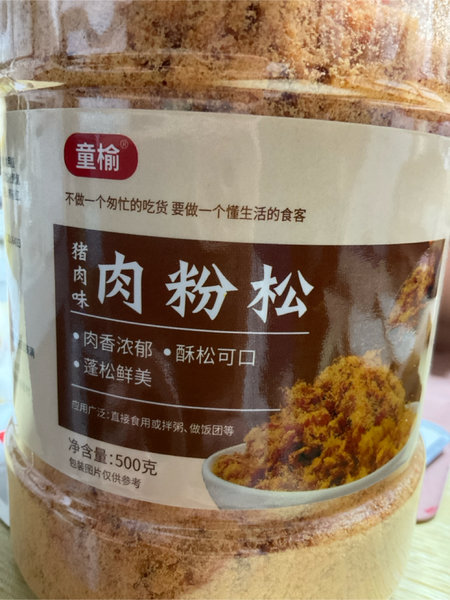 童榆®
不做一个匆忙的吃货 要做一个懂生活的食客
猪肉味
肉粉松
•肉香浓郁 •酥松可口
•蓬松鲜美
应用广泛:直接食用或拌粥、做饭团等
净含量:500克
包装图片仅供参考